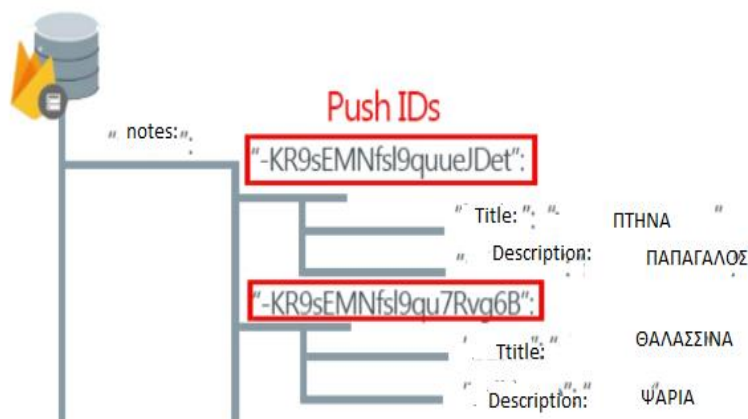 Push IDs
" notes:":
"-KR9sEMNfsl9quueJDet":
" Title: ": "- ΠΤΗΝΑ "
" Description: ΠΑΠΑΓΑΛΟΣ
"-KR9sEMNfsl9qu7Rvg6B":
' Ttitle: " ΘΑΛΑΣΣΙΝΑ
" Description: ΨΑΡΙΑ "